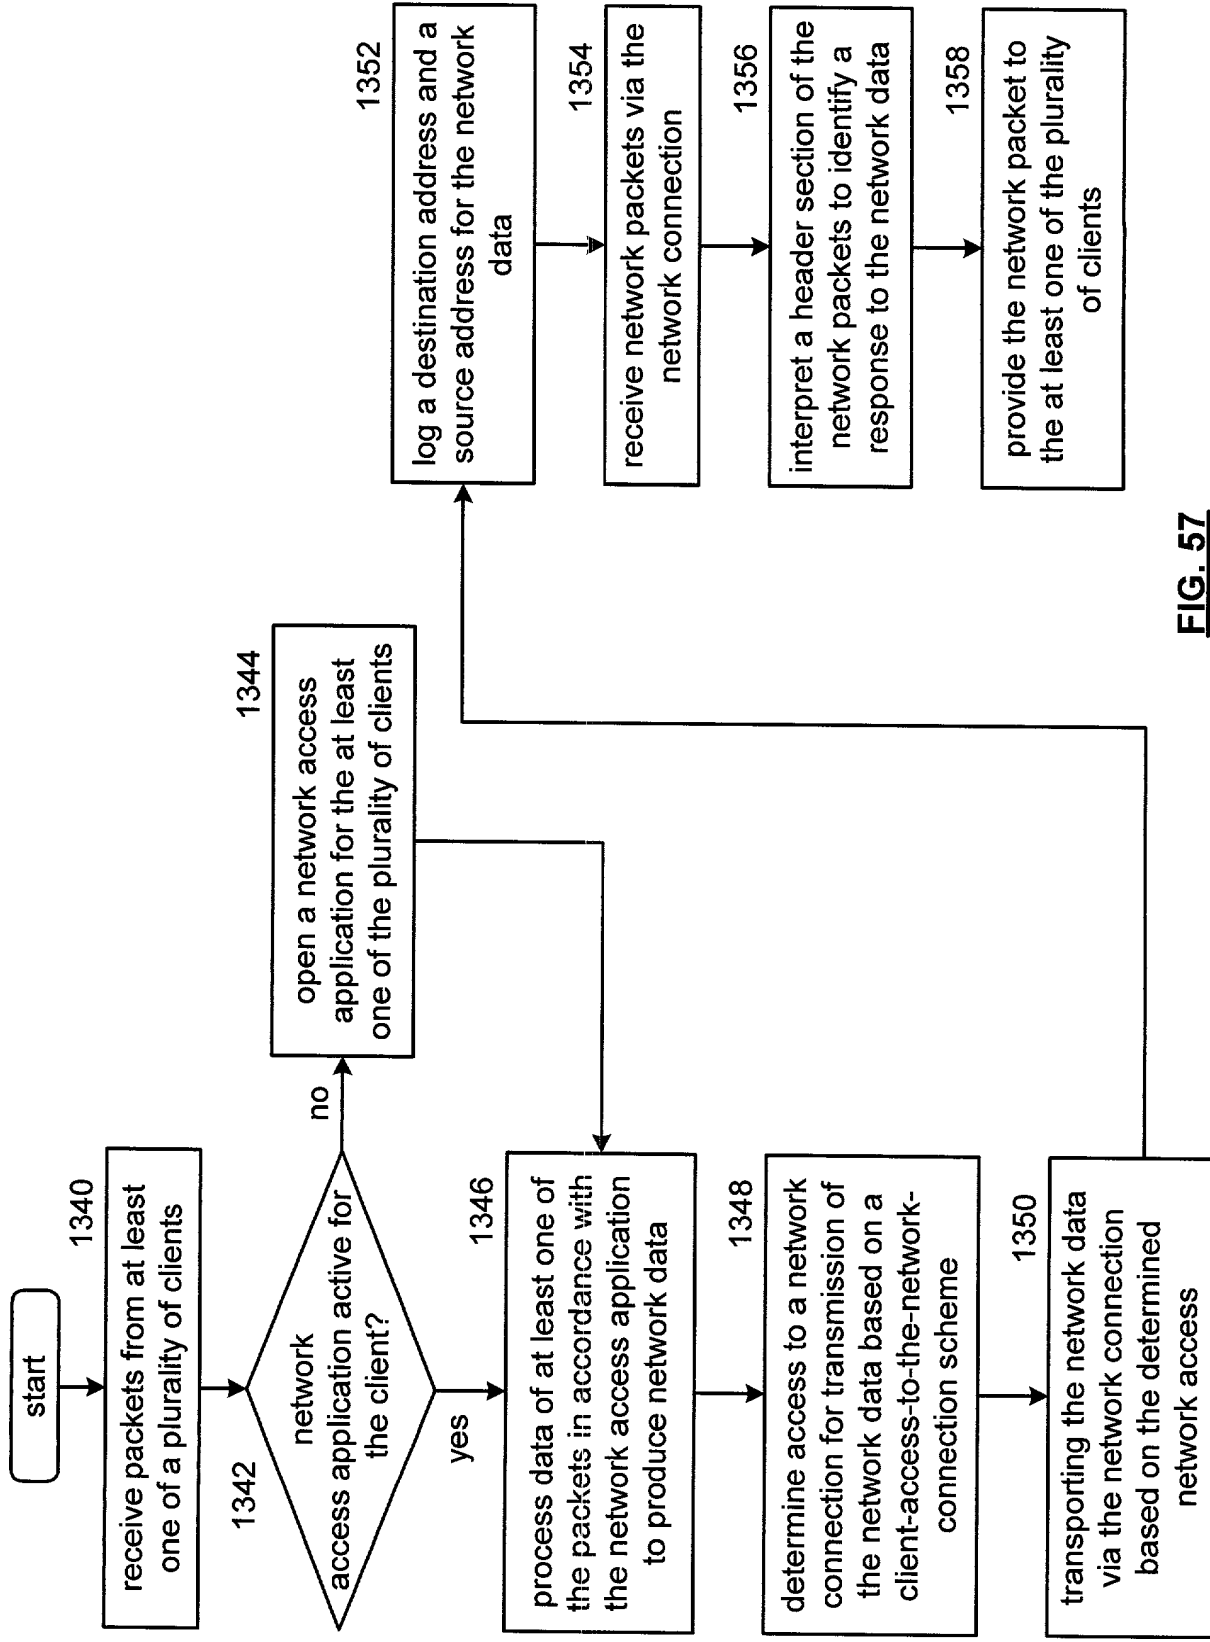 start
1340
receive packets from at least
one of a plurality of clients
1342
network
access application active for
the client?
no
yes
1344
open a network access
application for the at least
one of the plurality of clients
1346
process data of at least one of
the packets in accordance with
the network access application
to produce network data
1348
determine access to a network
connection for transmission of
the network data based on a
client-access-to-the-network-
connection scheme
1350
transporting the network data
via the network connection
based on the determined
network access
1352
log a destination address and a
source address for the network
data
1354
receive network packets via the
network connection
1356
interpret a header section of the
network packets to identify a
response to the network data
1358
provide the network packet to
the at least one of the plurality
of clients
FIG. 57